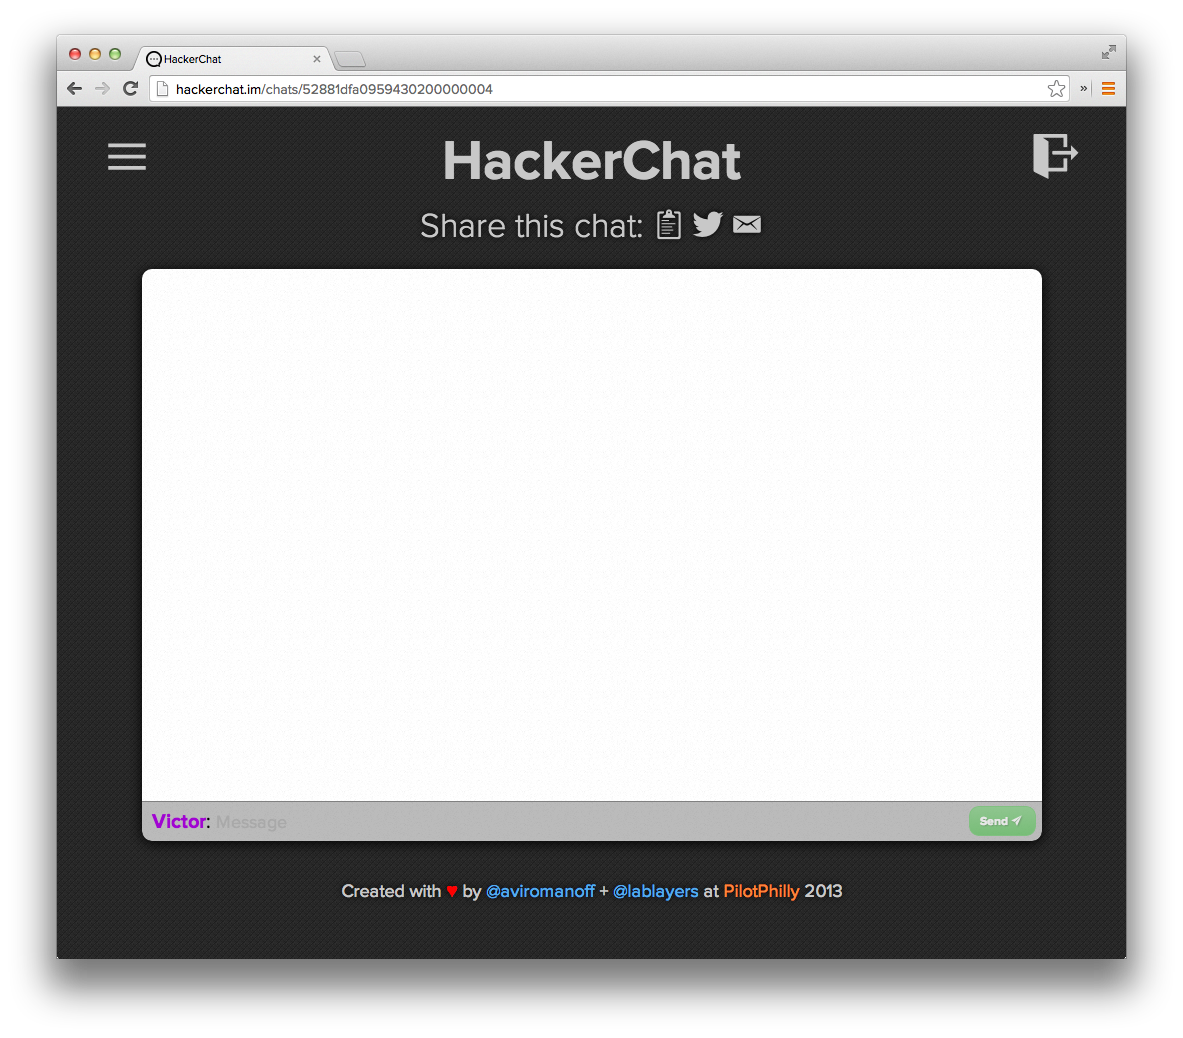 HackerChat
hackerchat.im/chats/52881dfa0959430200000004
HackerChat
Share this chat:
Victor: Message
Send
Created with ♥ by @aviromanoff + @lablayers at PilotPhilly 2013